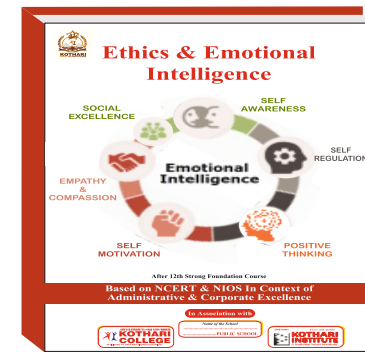 KOTHARI
Ethics & Emotional
Intelligence
SOCIAL
EXCELLENCE
SELF
AWARENESS
SELF
REGULATION
Emotional
Intelligence
EMPATHY
&
COMPASSION
SELF
MOTIVATION
POSITIVE
THINKING
After 12th Strong Foundation Course
Based on NCERT & NIOS In Context of
Administrative & Corporate Excellence
In Association with
Name of the School
PUBLIC SCHOOL
KOTHARI
COLLEGE
KOTHARI
INSTITUTE